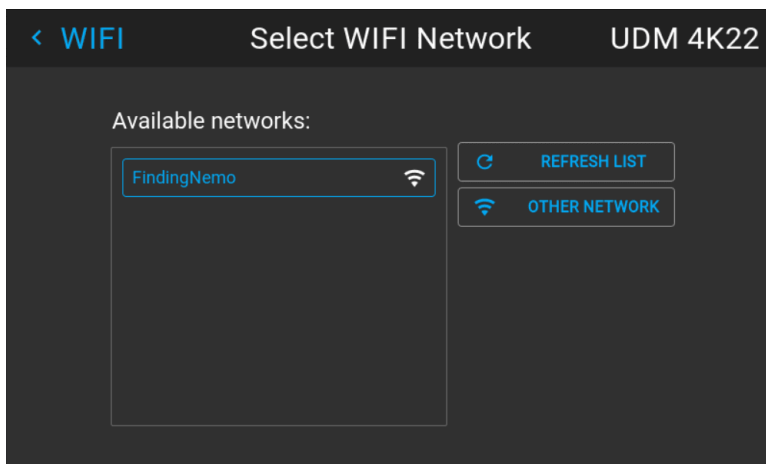 WIFI Select WIFI Network UDM 4K22
Available networks:
FindingNemo
REFRESH LIST
OTHER NETWORK